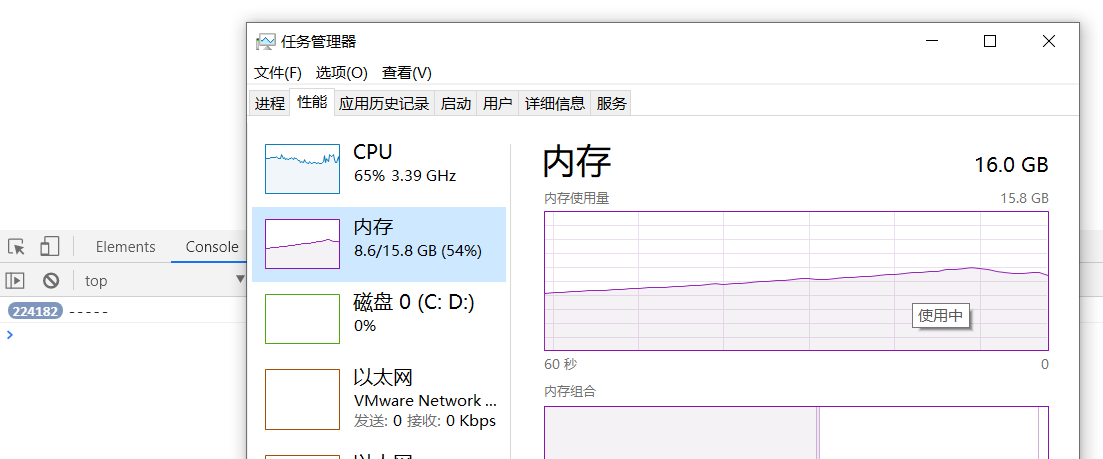 任务管理器
文件(F) 选项(O) 查看(V)
进程 性能 应用历史记录 启动 用户 详细信息 服务
CPU
65% 3.39 GHz
内存
8.6/15.8 GB (54%)
磁盘 0 (C: D:)
0%
以太网
VMware Network ...
发送: 0 接收: 0 Kbps
以太网
内存
16.0 GB
内存使用量
15.8 GB
使用中
60 秒
0
内存组合
Elements Console
top
224182 -----